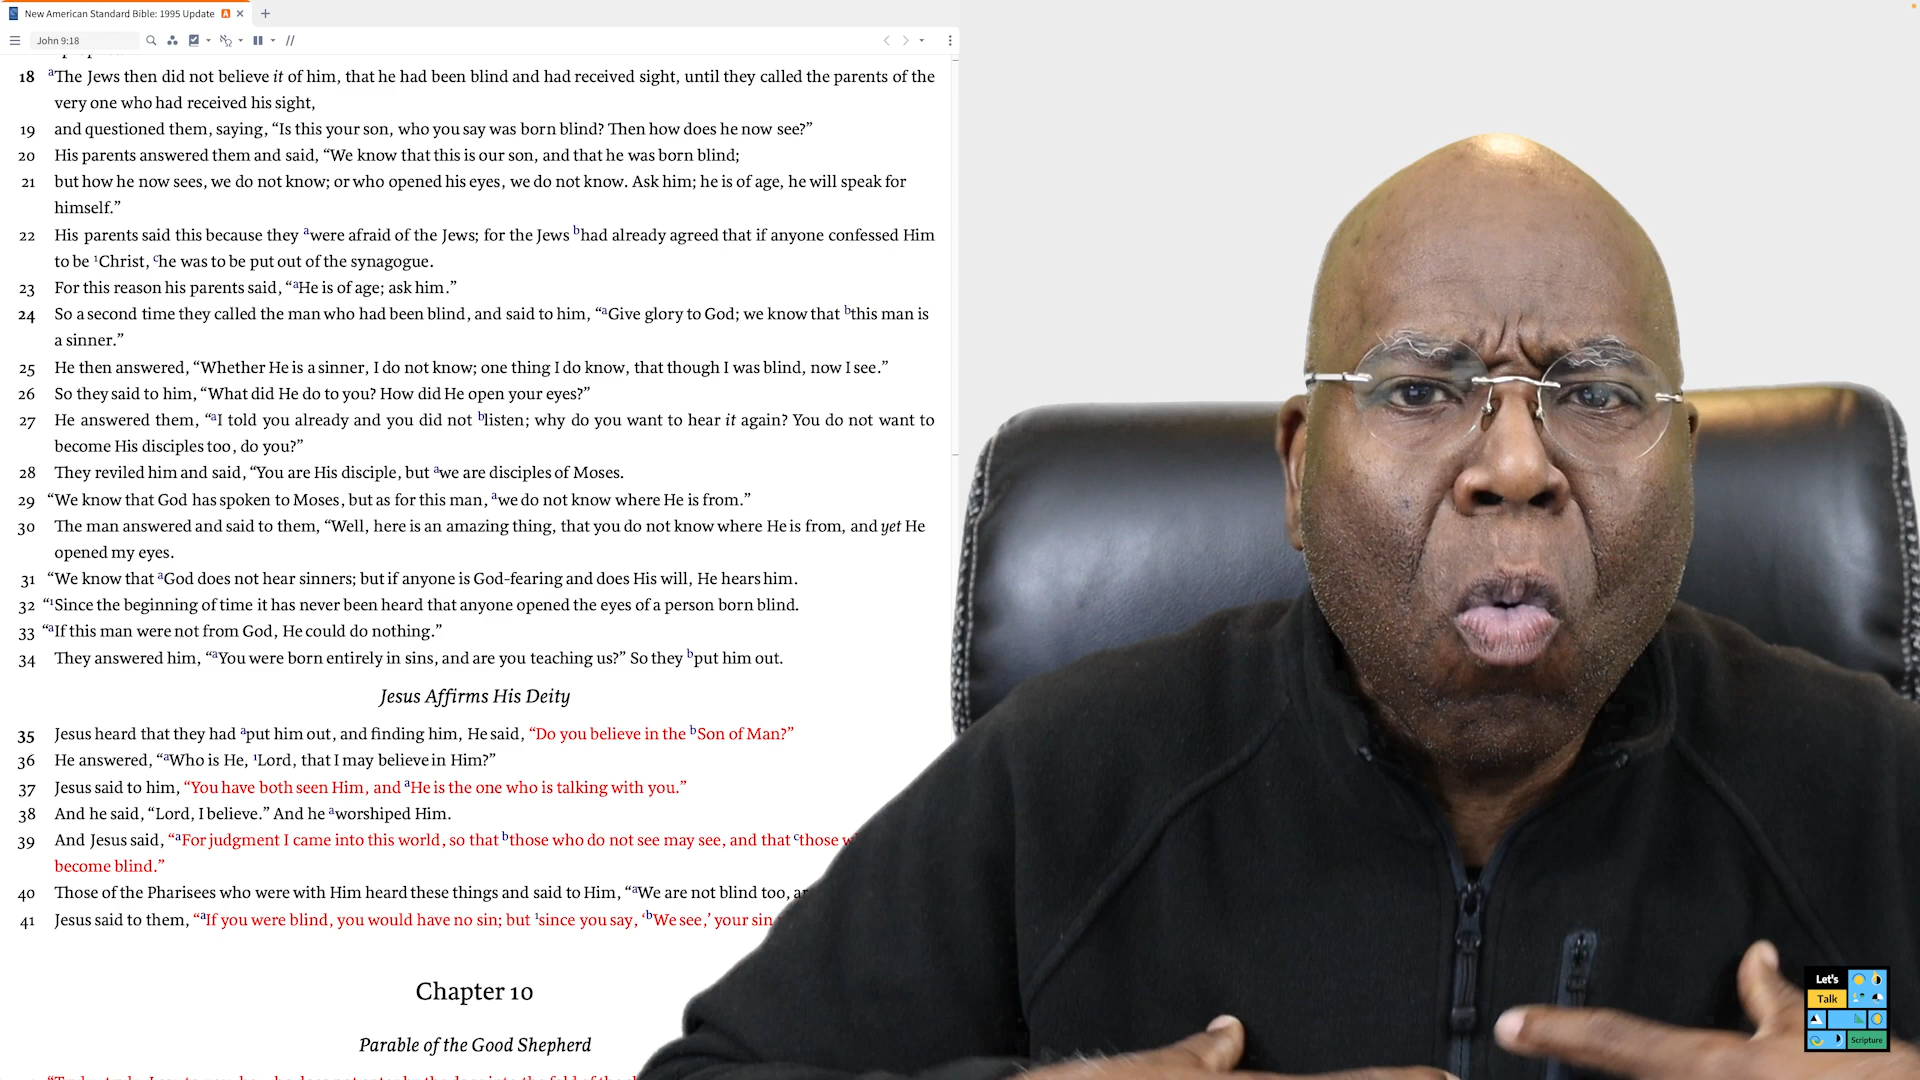 New American Standard Bible: 1995 Update A
John 9:18
18 aThe Jews then did not believe it of him, that he had been blind and had received sight, until they called the parents of the
very one who had received his sight,
19 and questioned them, saying, “Is this your son, who you say was born blind? Then how does he now see?”
20 His parents answered them and said, “We know that this is our son, and that he was born blind;
21 but how he now sees, we do not know; or who opened his eyes, we do not know. Ask him; he is of age, he will speak for
himself.”
22 His parents said this because they awere afraid of the Jews; for the Jews bhad already agreed that if anyone confessed Him
to be 1Christ, che was to be put out of the synagogue.
23 For this reason his parents said, “aHe is of age; ask him.”
24 So a second time they called the man who had been blind, and said to him, “aGive glory to God; we know that bthis man is
a sinner.”
25 He then answered, “Whether He is a sinner, I do not know; one thing I do know, that though I was blind, now I see.”
26 So they said to him, “What did He do to you? How did He open your eyes?”
27 He answered them, “aI told you already and you did not blisten; why do you want to hear it again? You do not want to
become His disciples too, do you?”
28 They reviled him and said, “You are His disciple, but awe are disciples of Moses.
29 “We know that God has spoken to Moses, but as for this man, awe do not know where He is from.”
30 The man answered and said to them, “Well, here is an amazing thing, that you do not know where He is from, and yet He
opened my eyes.
31 “We know that aGod does not hear sinners; but if anyone is God-fearing and does His will, He hears him.
32 “1Since the beginning of time it has never been heard that anyone opened the eyes of a person born blind.
33 “aIf this man were not from God, He could do nothing.”
34 They answered him, “aYou were born entirely in sins, and are you teaching us?” So they bput him out.
Jesus Affirms His Deity
35 Jesus heard that they had aput him out, and finding him, He said, “Do you believe in the bSon of Man?”
36 He answered, “aWho is He, 1Lord, that I may believe in Him?”
37 Jesus said to him, “You have both seen Him, and aHe is the one who is talking with you.”
38 And he said, “Lord, I believe.” And he aworshiped Him.
39 And Jesus said, “aFor judgment I came into this world, so that bthose who do not see may see, and that cthose
become blind.”
40 Those of the Pharisees who were with Him heard these things and said to Him, “aWe are not blind too,
41 Jesus said to them, “aIf you were blind, you would have no sin; but 1since you say, ‘bWe see,’ your sin
Chapter 10
Parable of the Good Shepherd
Let's
Talk
Scripture